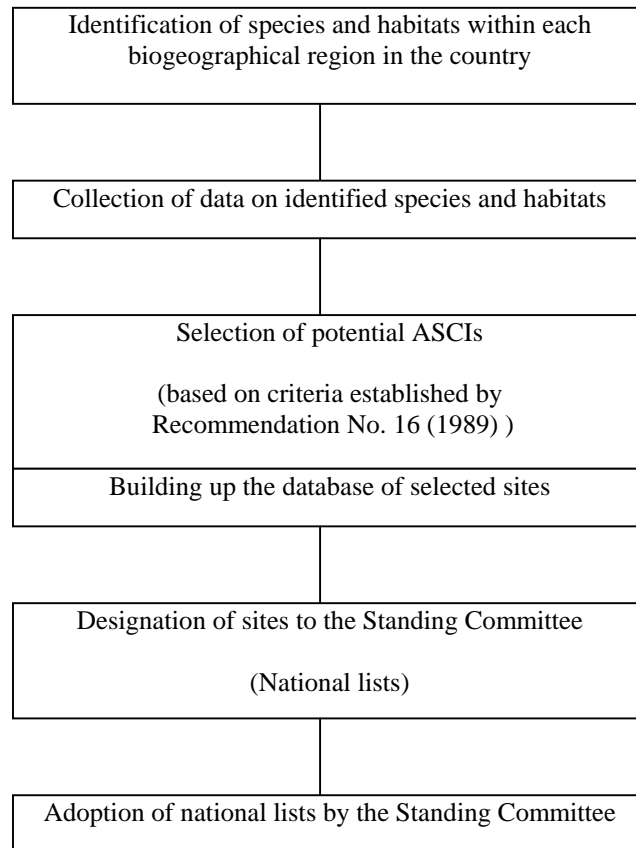 Identification of species and habitats within each
biogeographical region in the country
Collection of data on identified species and habitats
Selection of potential ASCIs
(based on criteria established by
Recommendation No. 16 (1989) )
Building up the database of selected sites
Designation of sites to the Standing Committee
(National lists)
Adoption of national lists by the Standing Committee